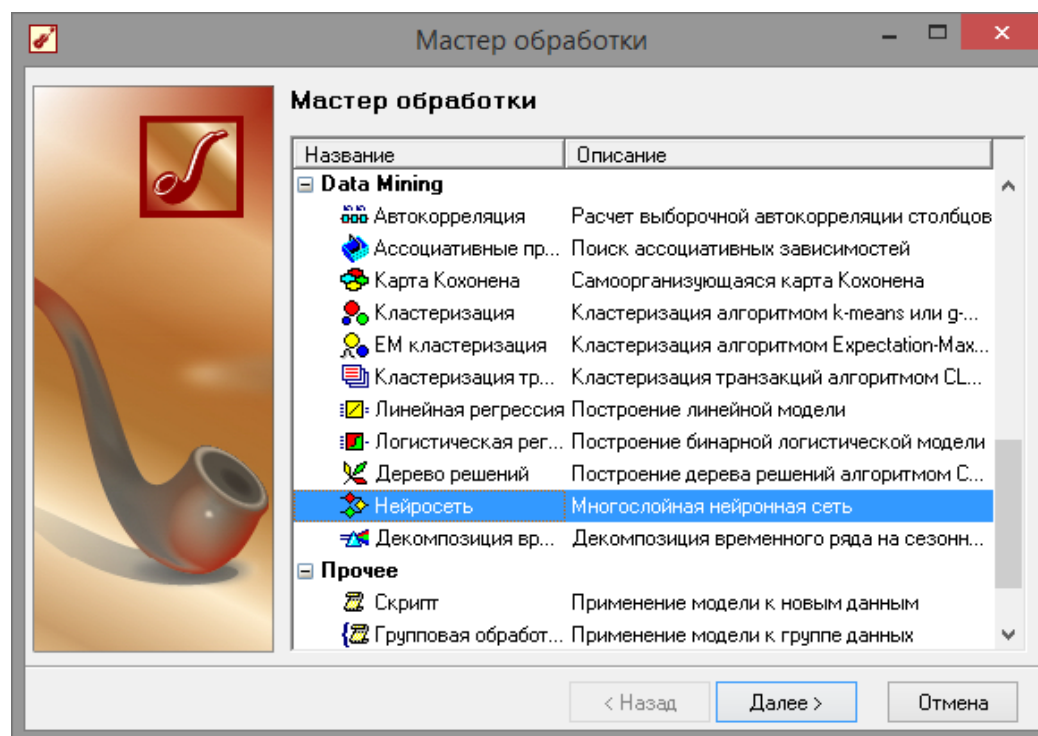 Мастер обработки
Мастер обработки
Название Описание
Data Mining
Автокорреляция Расчет выборочной автокорреляции столбцов
Ассоциативные пр... Поиск ассоциативных зависимостей
Карта Кохонена Самоорганизующаяся карта Кохонена
Кластеризация Кластеризация алгоритмом k-means или g-...
EM кластеризация Кластеризация алгоритмом Expectation-Max...
Кластеризация тр... Кластеризация транзакций алгоритмом CL...
Линейная регрессия Построение линейной модели
Логистическая рег... Построение бинарной логистической модели
Дерево решений Построение дерева решений алгоритмом C...
Нейросеть Многослойная нейронная сеть
Декомпозиция вр... Декомпозиция временного ряда на сезонн...
Прочее
Скрипт Применение модели к новым данным
Групповая обработ... Применение модели к группе данных
< Назад Далее > Отмена